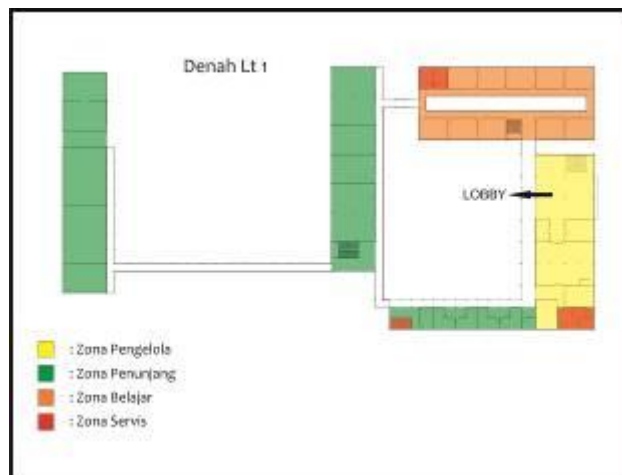 Denah Lt 1
LOBBY
: Zona Pengelola
: Zona Penunjang
: Zona Belajar
: Zona Servis